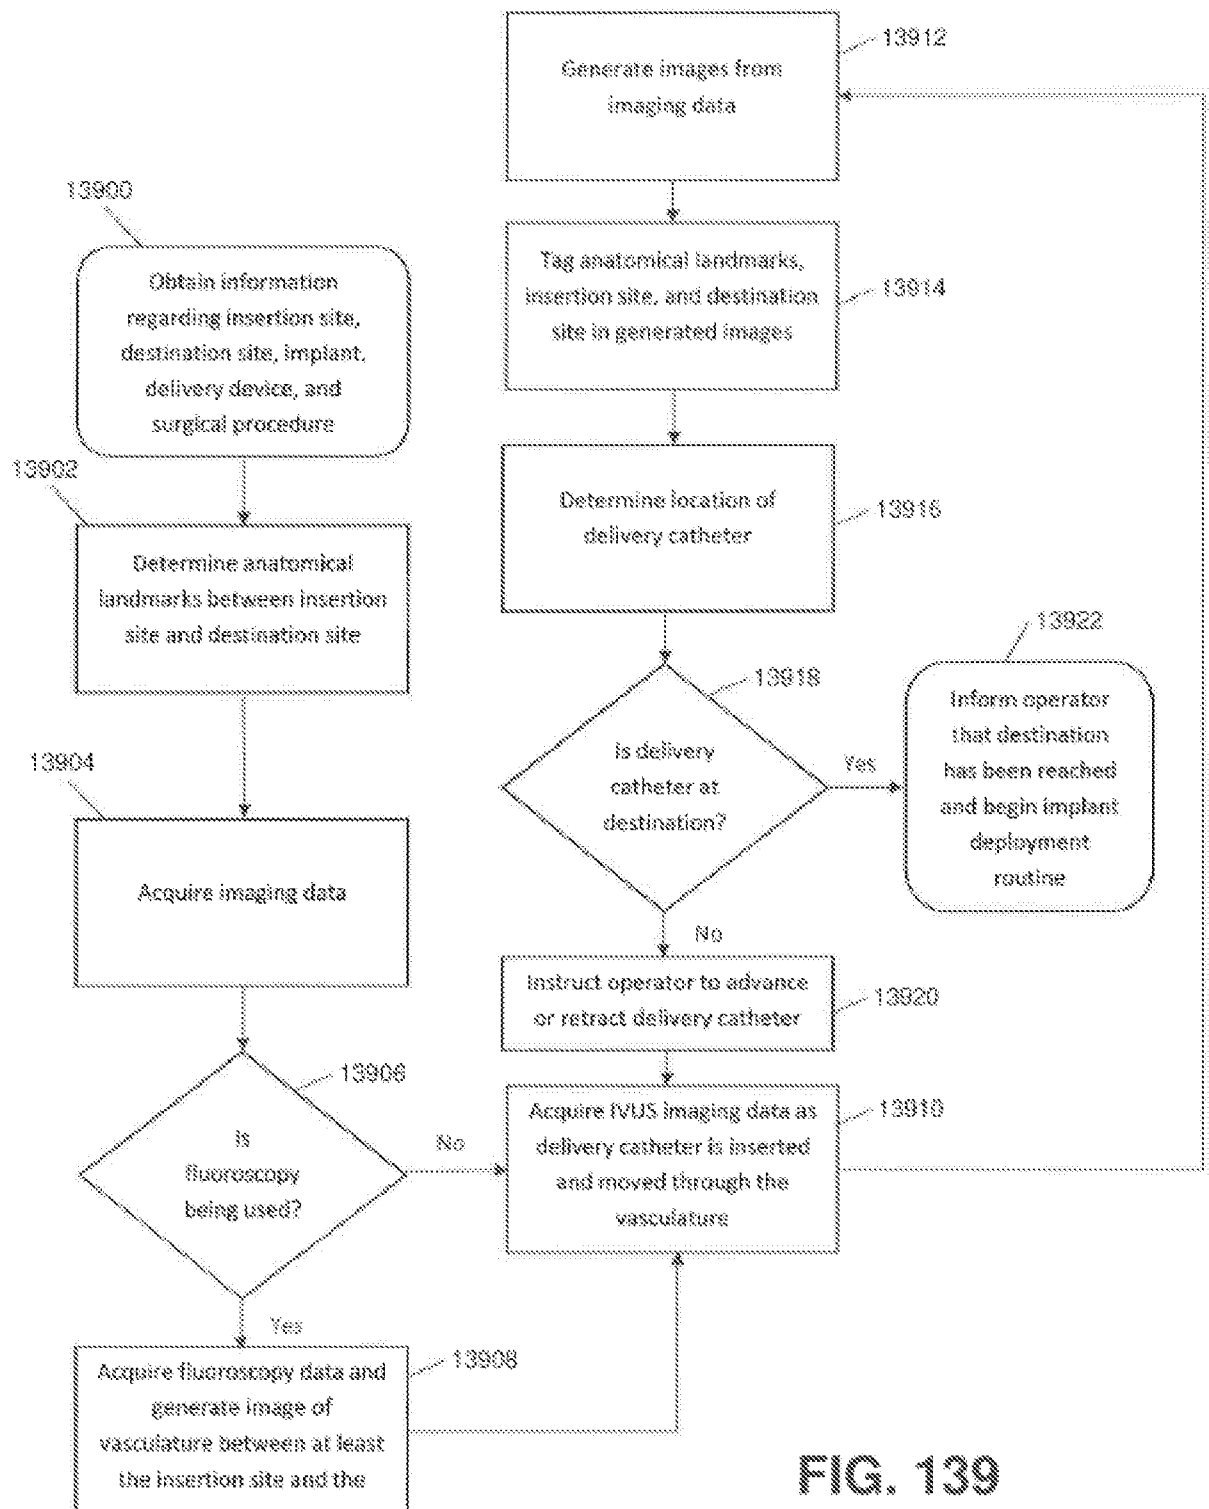 13900
Obtain information
regarding insertion site,
destination site, implant,
delivery device, and
surgical procedure
13902
Determine anatomical
landmarks between insertion
site and destination site
13904
Acquire imaging data
13906
Is
fluoroscopy
being used?
No
Yes
13908
Acquire fluoroscopy data and
generate image of
vasculature between at least
the insertion site and the
13912
Generate images from
imaging data
13914
Tag anatomical landmarks,
insertion site, and destination
site in generated images
13916
Determine location of
delivery catheter
13918
Is delivery
catheter at
destination?
Yes
No
13922
Inform operator
that destination
has been reached
and begin implant
deployment
routine
13920
Instruct operator to advance
or retract delivery catheter
13910
Acquire IVUS imaging data as
delivery catheter is inserted
and moved through the
vasculature
FIG. 139